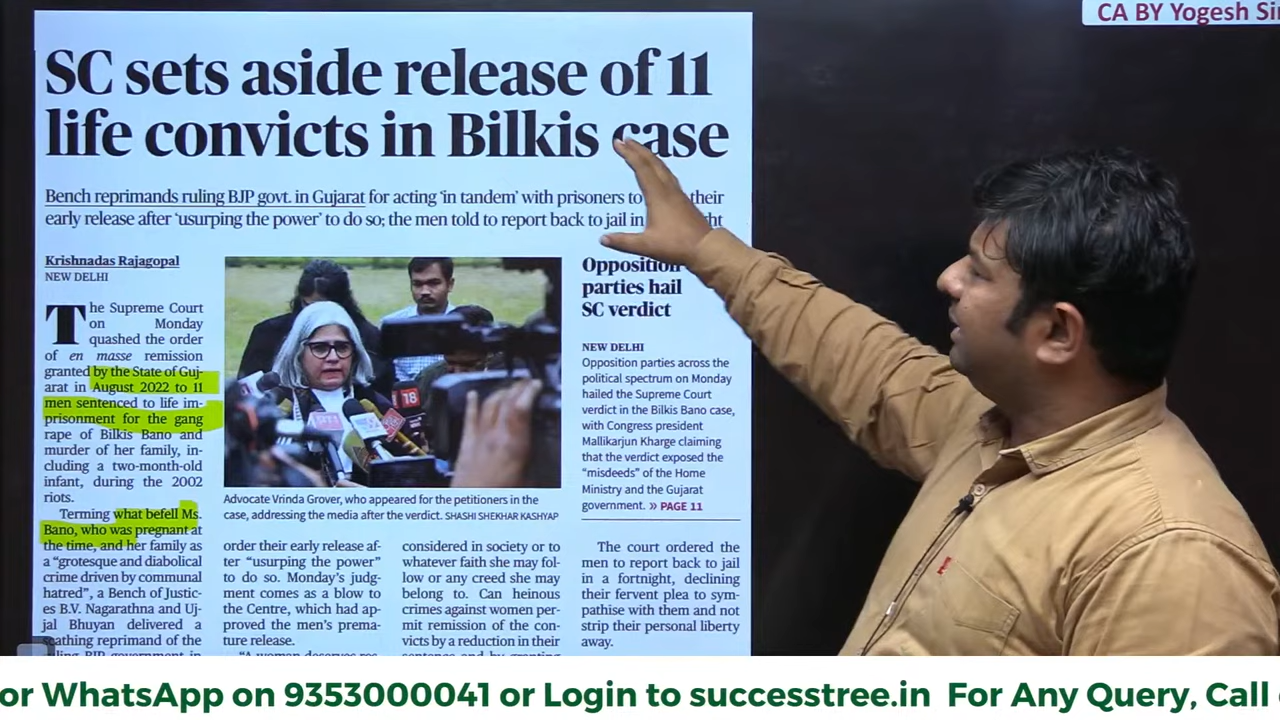 CA BY Yogesh
SC sets aside release of 11
life convicts in Bilkis case
Bench reprimands ruling BJP govt. in Gujarat for acting ‘in tandem’ with prisoners to their
early release after ‘usurping the power’ to do so; the men told to report back to jail in
Krishnadas Rajagopal
NEW DELHI
The Supreme Court
on Monday
quashed the order
of en masse remission
granted by the State of Guj-
arat in August 2022 to 11
men sentenced to life im-
prisonment for the gang
rape of Bilkis Bano and
murder of her family, in-
cluding a two-month-old
infant, during the 2002
riots.
Terming what befell Ms.
Bano, who was pregnant at
the time, and her family as
a “grotesque and diabolical
crime driven by communal
hatred”, a Bench of Justic-
es B.V. Nagarathna and Uj-
jal Bhuyan delivered a
scathing reprimand of the
ruling BJP government in
18
Advocate Vrinda Grover, who appeared for the petitioners in the
case, addressing the media after the verdict. SHASHI SHEKHAR KASHYAP
order their early release af-
ter “usurping the power”
to do so. Monday’s judg-
ment comes as a blow to
the Centre, which had ap-
proved the men’s prema-
ture release.
“A woman deserves res-
considered in society or to
whatever faith she may fol-
low or any creed she may
belong to. Can heinous
crimes against women per-
mit remission of the con-
victs by a reduction in their
sentence and by granting
Opposition
parties hail
SC verdict
NEW DELHI
Opposition parties across the
political spectrum on Monday
hailed the Supreme Court
verdict in the Bilkis Bano case,
with Congress president
Mallikarjun Kharge claiming
that the verdict exposed the
“misdeeds” of the Home
Ministry and the Gujarat
government. » PAGE 11
The court ordered the
men to report back to jail
in a fortnight, declining
their fervent plea to sym-
pathise with them and not
strip their personal liberty
away.
or WhatsApp on 9353000041 or Login to successtree.in For Any Query, Call